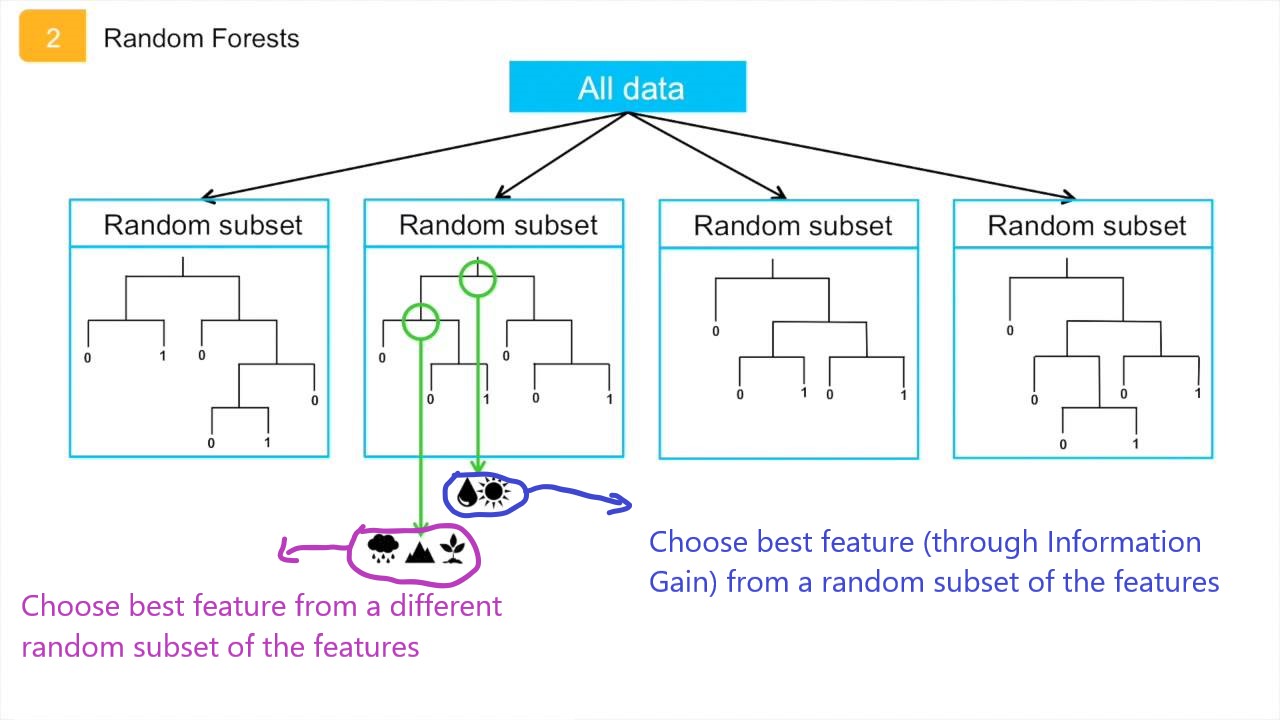 2 Random Forests
All data
Random subset Random subset Random subset Random subset
0 1 0 0 0 1
0 0 1 0 0 1
0 0 1 0 1
0 0 0 1 0 1
Choose best feature (through Information
Gain) from a random subset of the features
Choose best feature from a different
random subset of the features